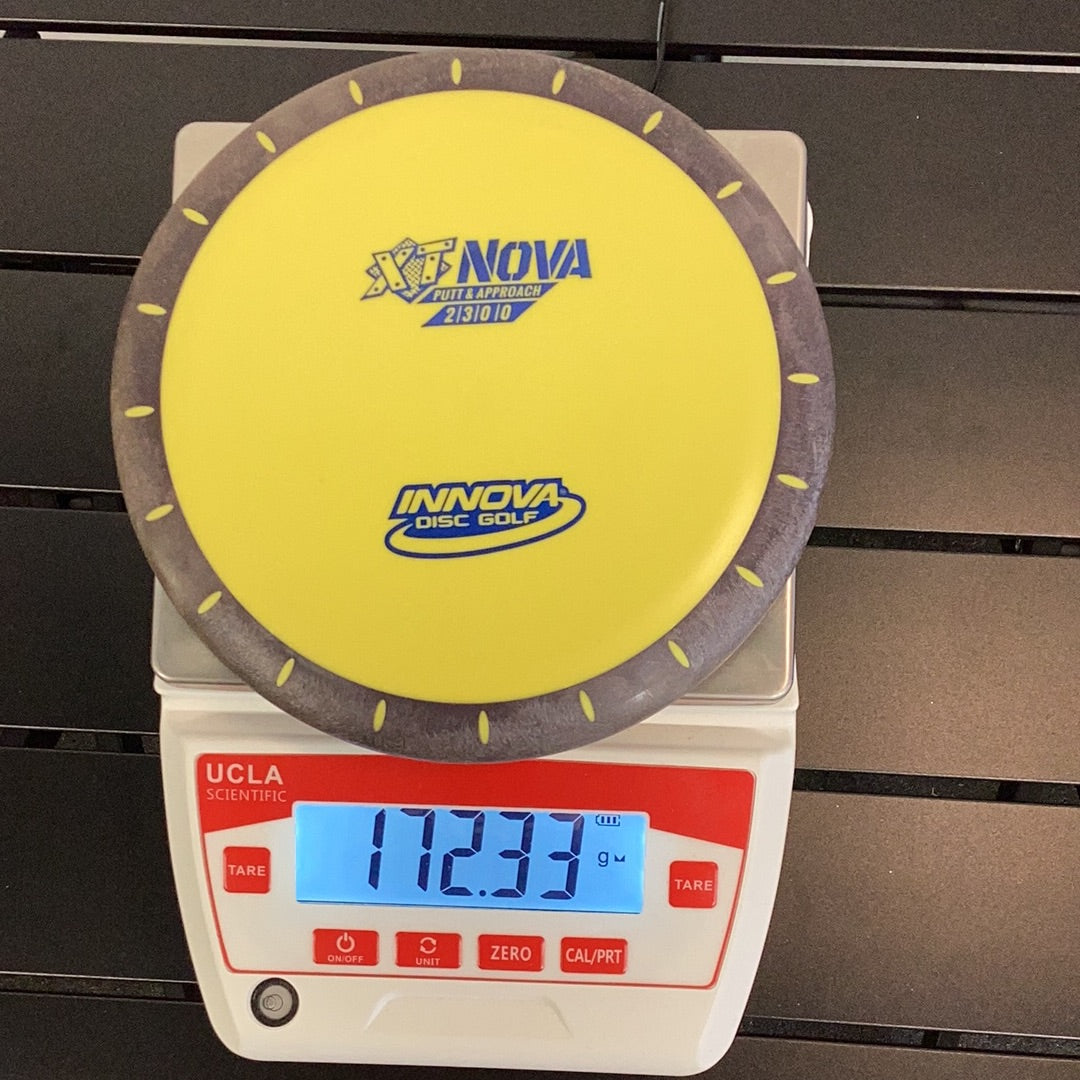 XT NOVA
PUTT & APPROACH
2|3|0|0
INNOVA
DISC GOLF
UCLA
SCIENTIFIC
172.33 g
TARE
TARE
ON/OFF
UNIT
ZERO
CAL/PRT